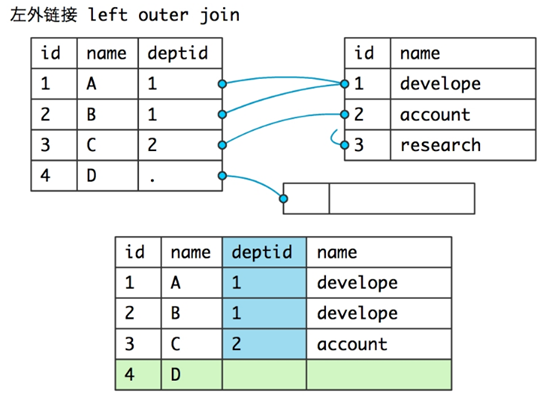 左外链接 left outer join
id name deptid
1 A 1
2 B 1
3 C 2
4 D .
id name
1 develope
2 account
3 research
id name deptid name
1 A 1 develope
2 B 1 develope
3 C 2 account
4 D